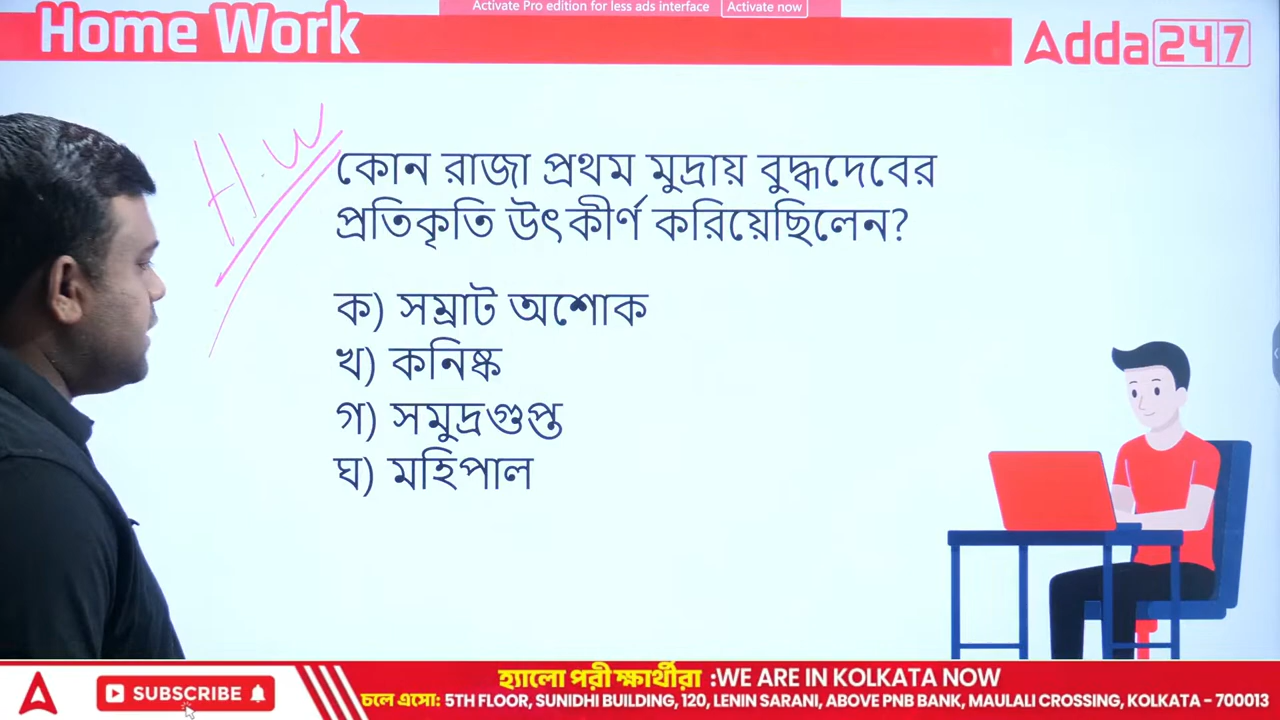 Activate Pro edition for less ads interface Activate now
Home Work
Adda247
H.W
কোন রাজা প্রথম মুদ্রায় বুদ্ধদেবের
প্রতিকৃতি উৎকীর্ণ করিয়েছিলেন?
ক) সম্রাট অশোক
খ) কনিষ্ক
গ) সমুদ্রগুপ্ত
ঘ) মহিপাল
হ্যালো পরীক্ষার্থীরা :WE ARE IN KOLKATA NOW
SUBSCRIBE
চলে এসো: 5TH FLOOR, SUNIDHI BUILDING, 120, LENIN SARANI, ABOVE PNB BANK, MAULALI CROSSING, KOLKATA - 700013